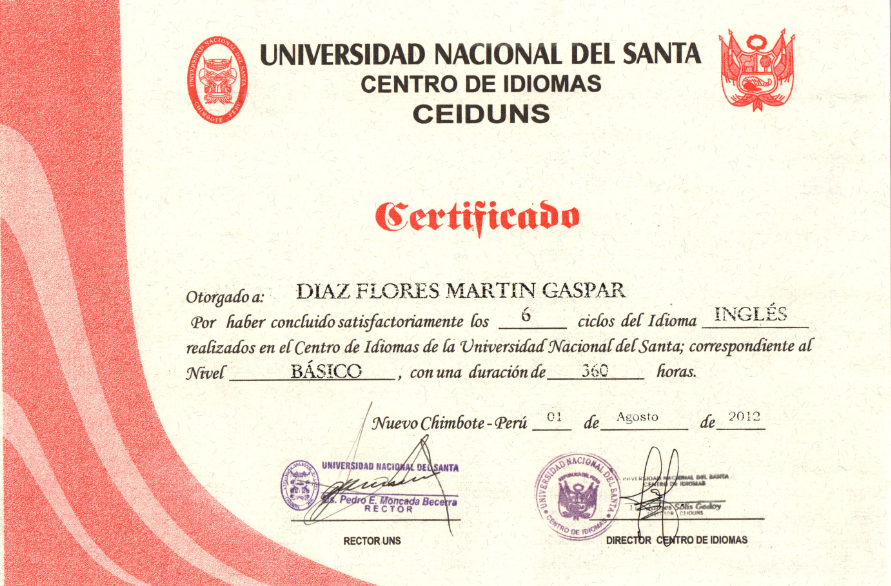 UNIVERSIDAD NACIONAL DEL SANTA
CENTRO DE IDIOMAS
CEIDUNS
Certificado
Otorgado a: DIAZ FLORES MARTIN GASPAR
Por haber concluido satisfactoriamente los 6 ciclos del Idioma INGLÉS
realizados en el Centro de Idiomas de la Universidad Nacional del Santa; correspondiente al
Nivel BÁSICO, con una duración de 360 horas.
Nuevo Chimbote - Perú 01 de Agosto de 2012
UNIVERSIDAD NACIONAL DEL SANTA
Pedro E. Moncada Becerra
RECTOR
RECTOR UNS
UNIVERSIDAD NACIONAL DEL SANTA
CENTRO DE IDIOMAS
UNIVERSIDAD NACIONAL DEL SANTA
CENTRO DE IDIOMAS
Solis Godoy
DIRECTOR CENTRO DE IDIOMAS